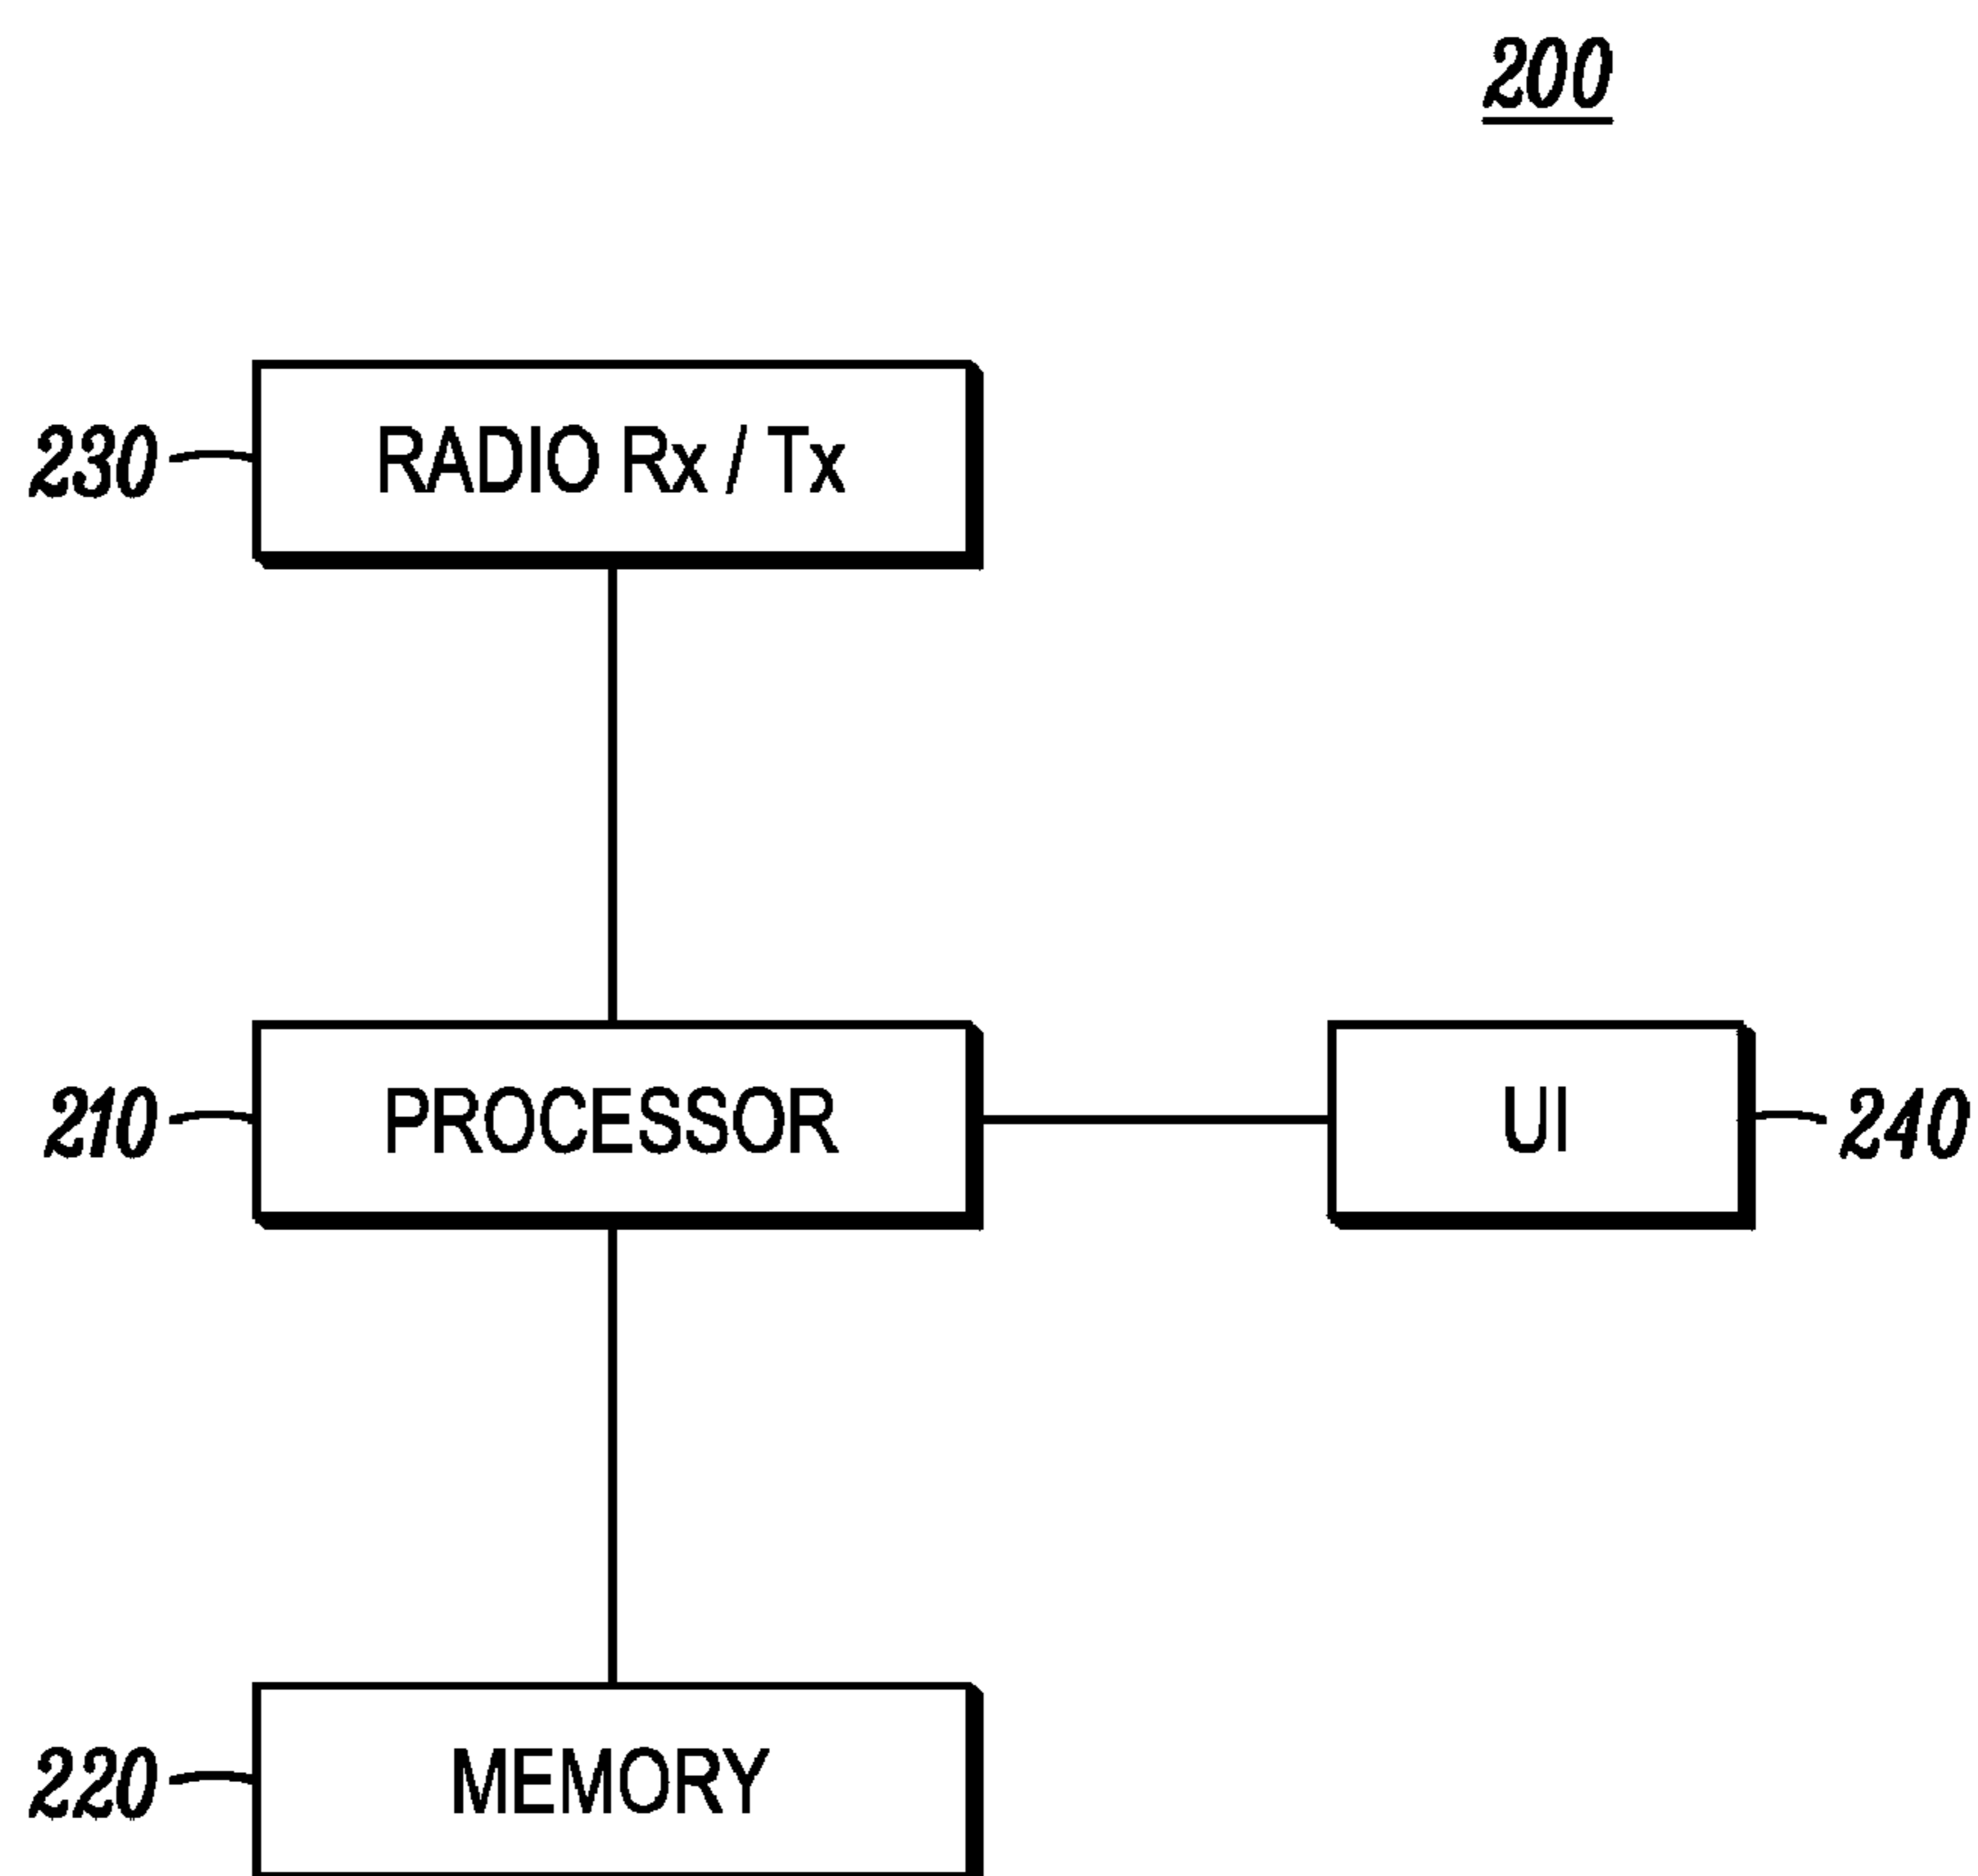 200
230 RADIO Rx / Tx
210 PROCESSOR UI 240
220 MEMORY